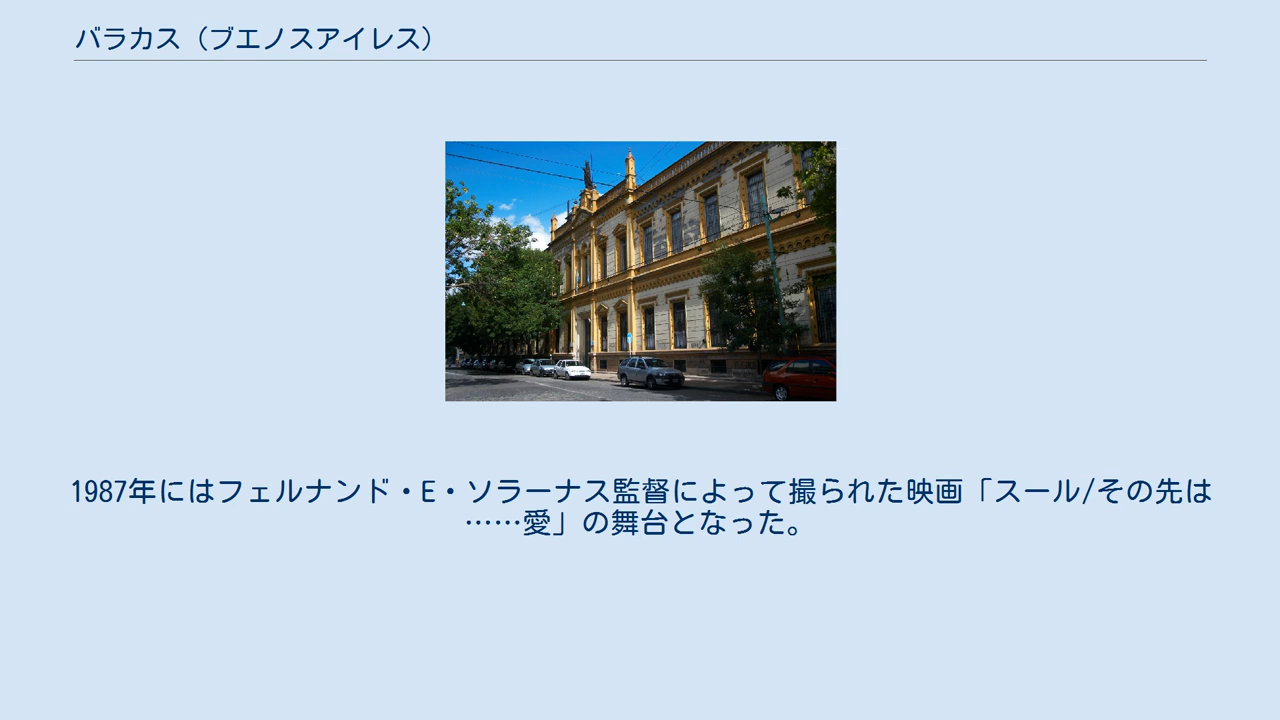 バラカス（ブエノスアイレス）
1987年にはフェルナンド・E・ソラーナス監督によって撮られた映画「スール/その先は
……愛」の舞台となった。